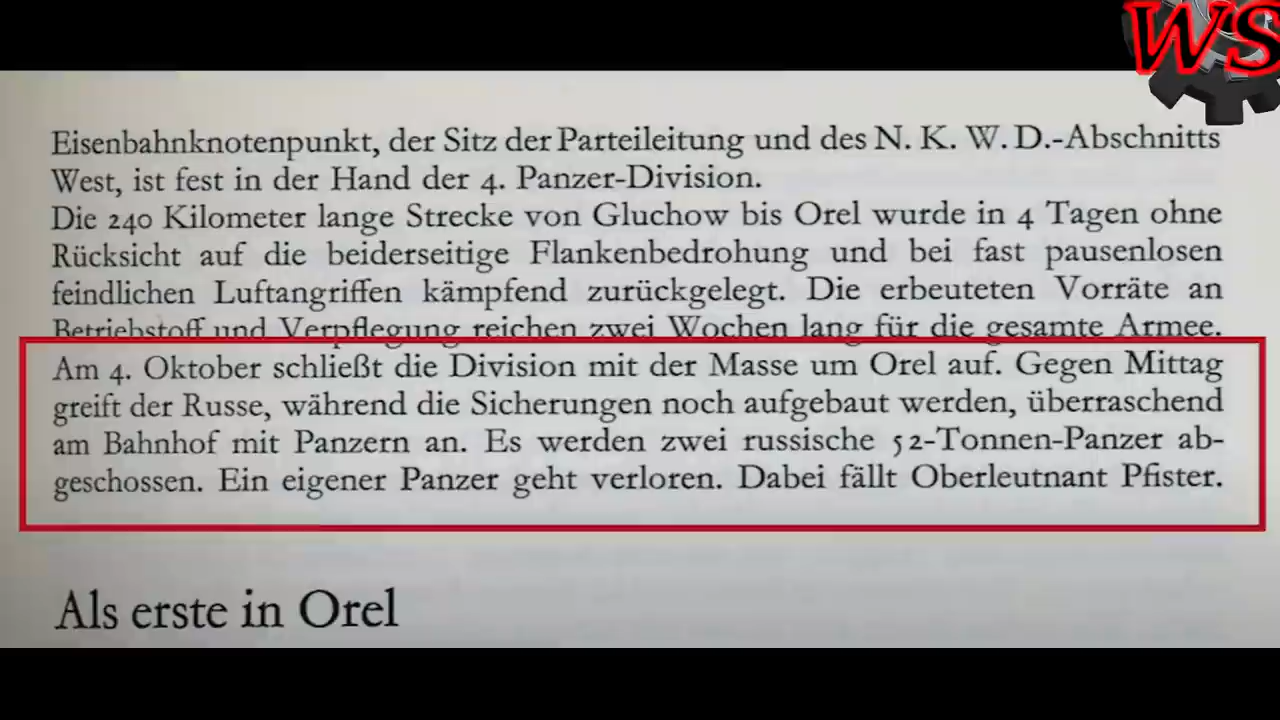 WS
Eisenbahnknotenpunkt, der Sitz der Parteileitung und des N. K. W. D.-Abschnitts
West, ist fest in der Hand der 4. Panzer-Division.
Die 240 Kilometer lange Strecke von Gluchow bis Orel wurde in 4 Tagen ohne
Rücksicht auf die beiderseitige Flankenbedrohung und bei fast pausenlosen
feindlichen Luftangriffen kämpfend zurückgelegt. Die erbeuteten Vorräte an
Betriebstoff und Verpflegung reichen zwei Wochen lang für die gesamte Armee.
Am 4. Oktober schließt die Division mit der Masse um Orel auf. Gegen Mittag
greift der Russe, während die Sicherungen noch aufgebaut werden, überraschend
am Bahnhof mit Panzern an. Es werden zwei russische 52-Tonnen-Panzer ab-
geschossen. Ein eigener Panzer geht verloren. Dabei fällt Oberleutnant Pfister.
Als erste in Orel